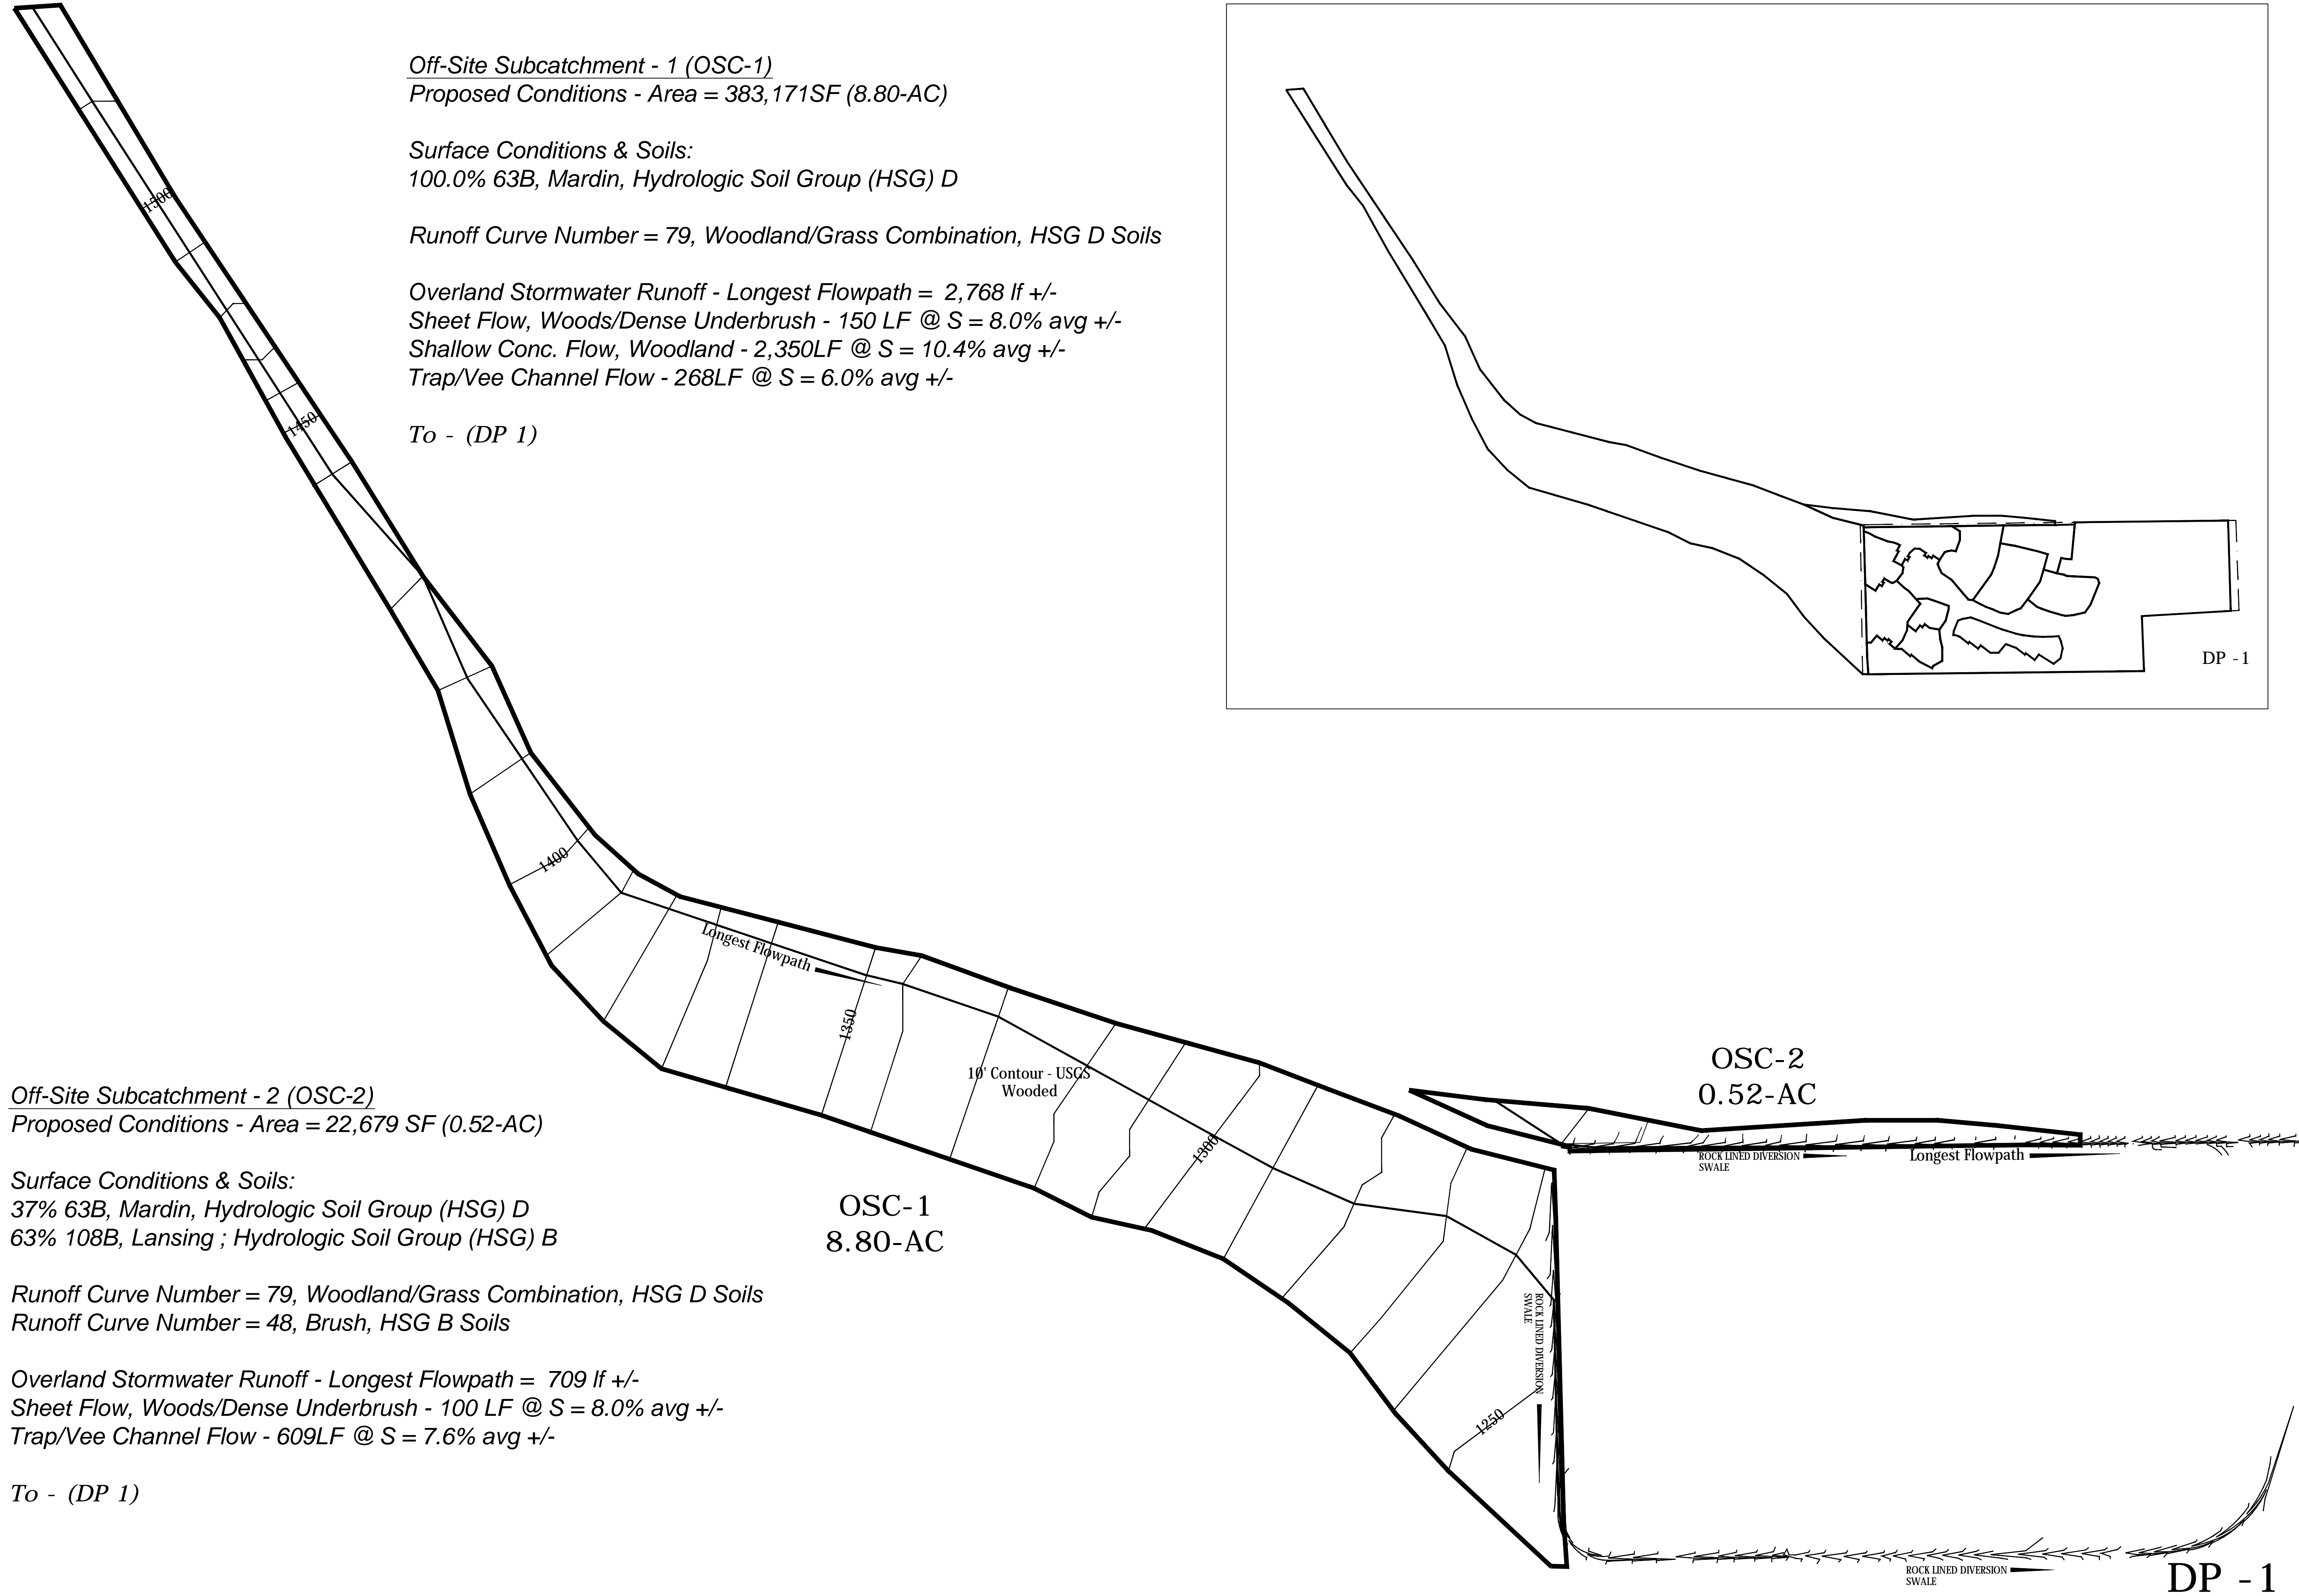 Off-Site Subcatchment - 1 (OSC-1)
Proposed Conditions - Area = 383,171SF (8.80-AC)
Surface Conditions & Soils:
100.0% 63B, Mardin, Hydrologic Soil Group (HSG) D
Runoff Curve Number = 79, Woodland/Grass Combination, HSG D Soils
Overland Stormwater Runoff - Longest Flowpath = 2,768 lf +/-
Sheet Flow, Woods/Dense Underbrush - 150 LF @ S = 8.0% avg +/-
Shallow Conc. Flow, Woodland - 2,350LF @ S = 10.4% avg +/-
Trap/Vee Channel Flow - 268LF @ S = 6.0% avg +/-
To - (DP 1)
DP -1
1500
1450
1400
Longest Flowpath
1350
10' Contour - USGS
Wooded
1300
OSC-1
8.80-AC
OSC-2
0.52-AC
ROCK LINED DIVERSION
SWALE
Longest Flowpath
ROCK LINED DIVERSION
SWALE
1250
Off-Site Subcatchment - 2 (OSC-2)
Proposed Conditions - Area = 22,679 SF (0.52-AC)
Surface Conditions & Soils:
37% 63B, Mardin, Hydrologic Soil Group (HSG) D
63% 108B, Lansing ; Hydrologic Soil Group (HSG) B
Runoff Curve Number = 79, Woodland/Grass Combination, HSG D Soils
Runoff Curve Number = 48, Brush, HSG B Soils
Overland Stormwater Runoff - Longest Flowpath = 709 lf +/-
Sheet Flow, Woods/Dense Underbrush - 100 LF @ S = 8.0% avg +/-
Trap/Vee Channel Flow - 609LF @ S = 7.6% avg +/-
To - (DP 1)
ROCK LINED DIVERSION
SWALE
DP -1